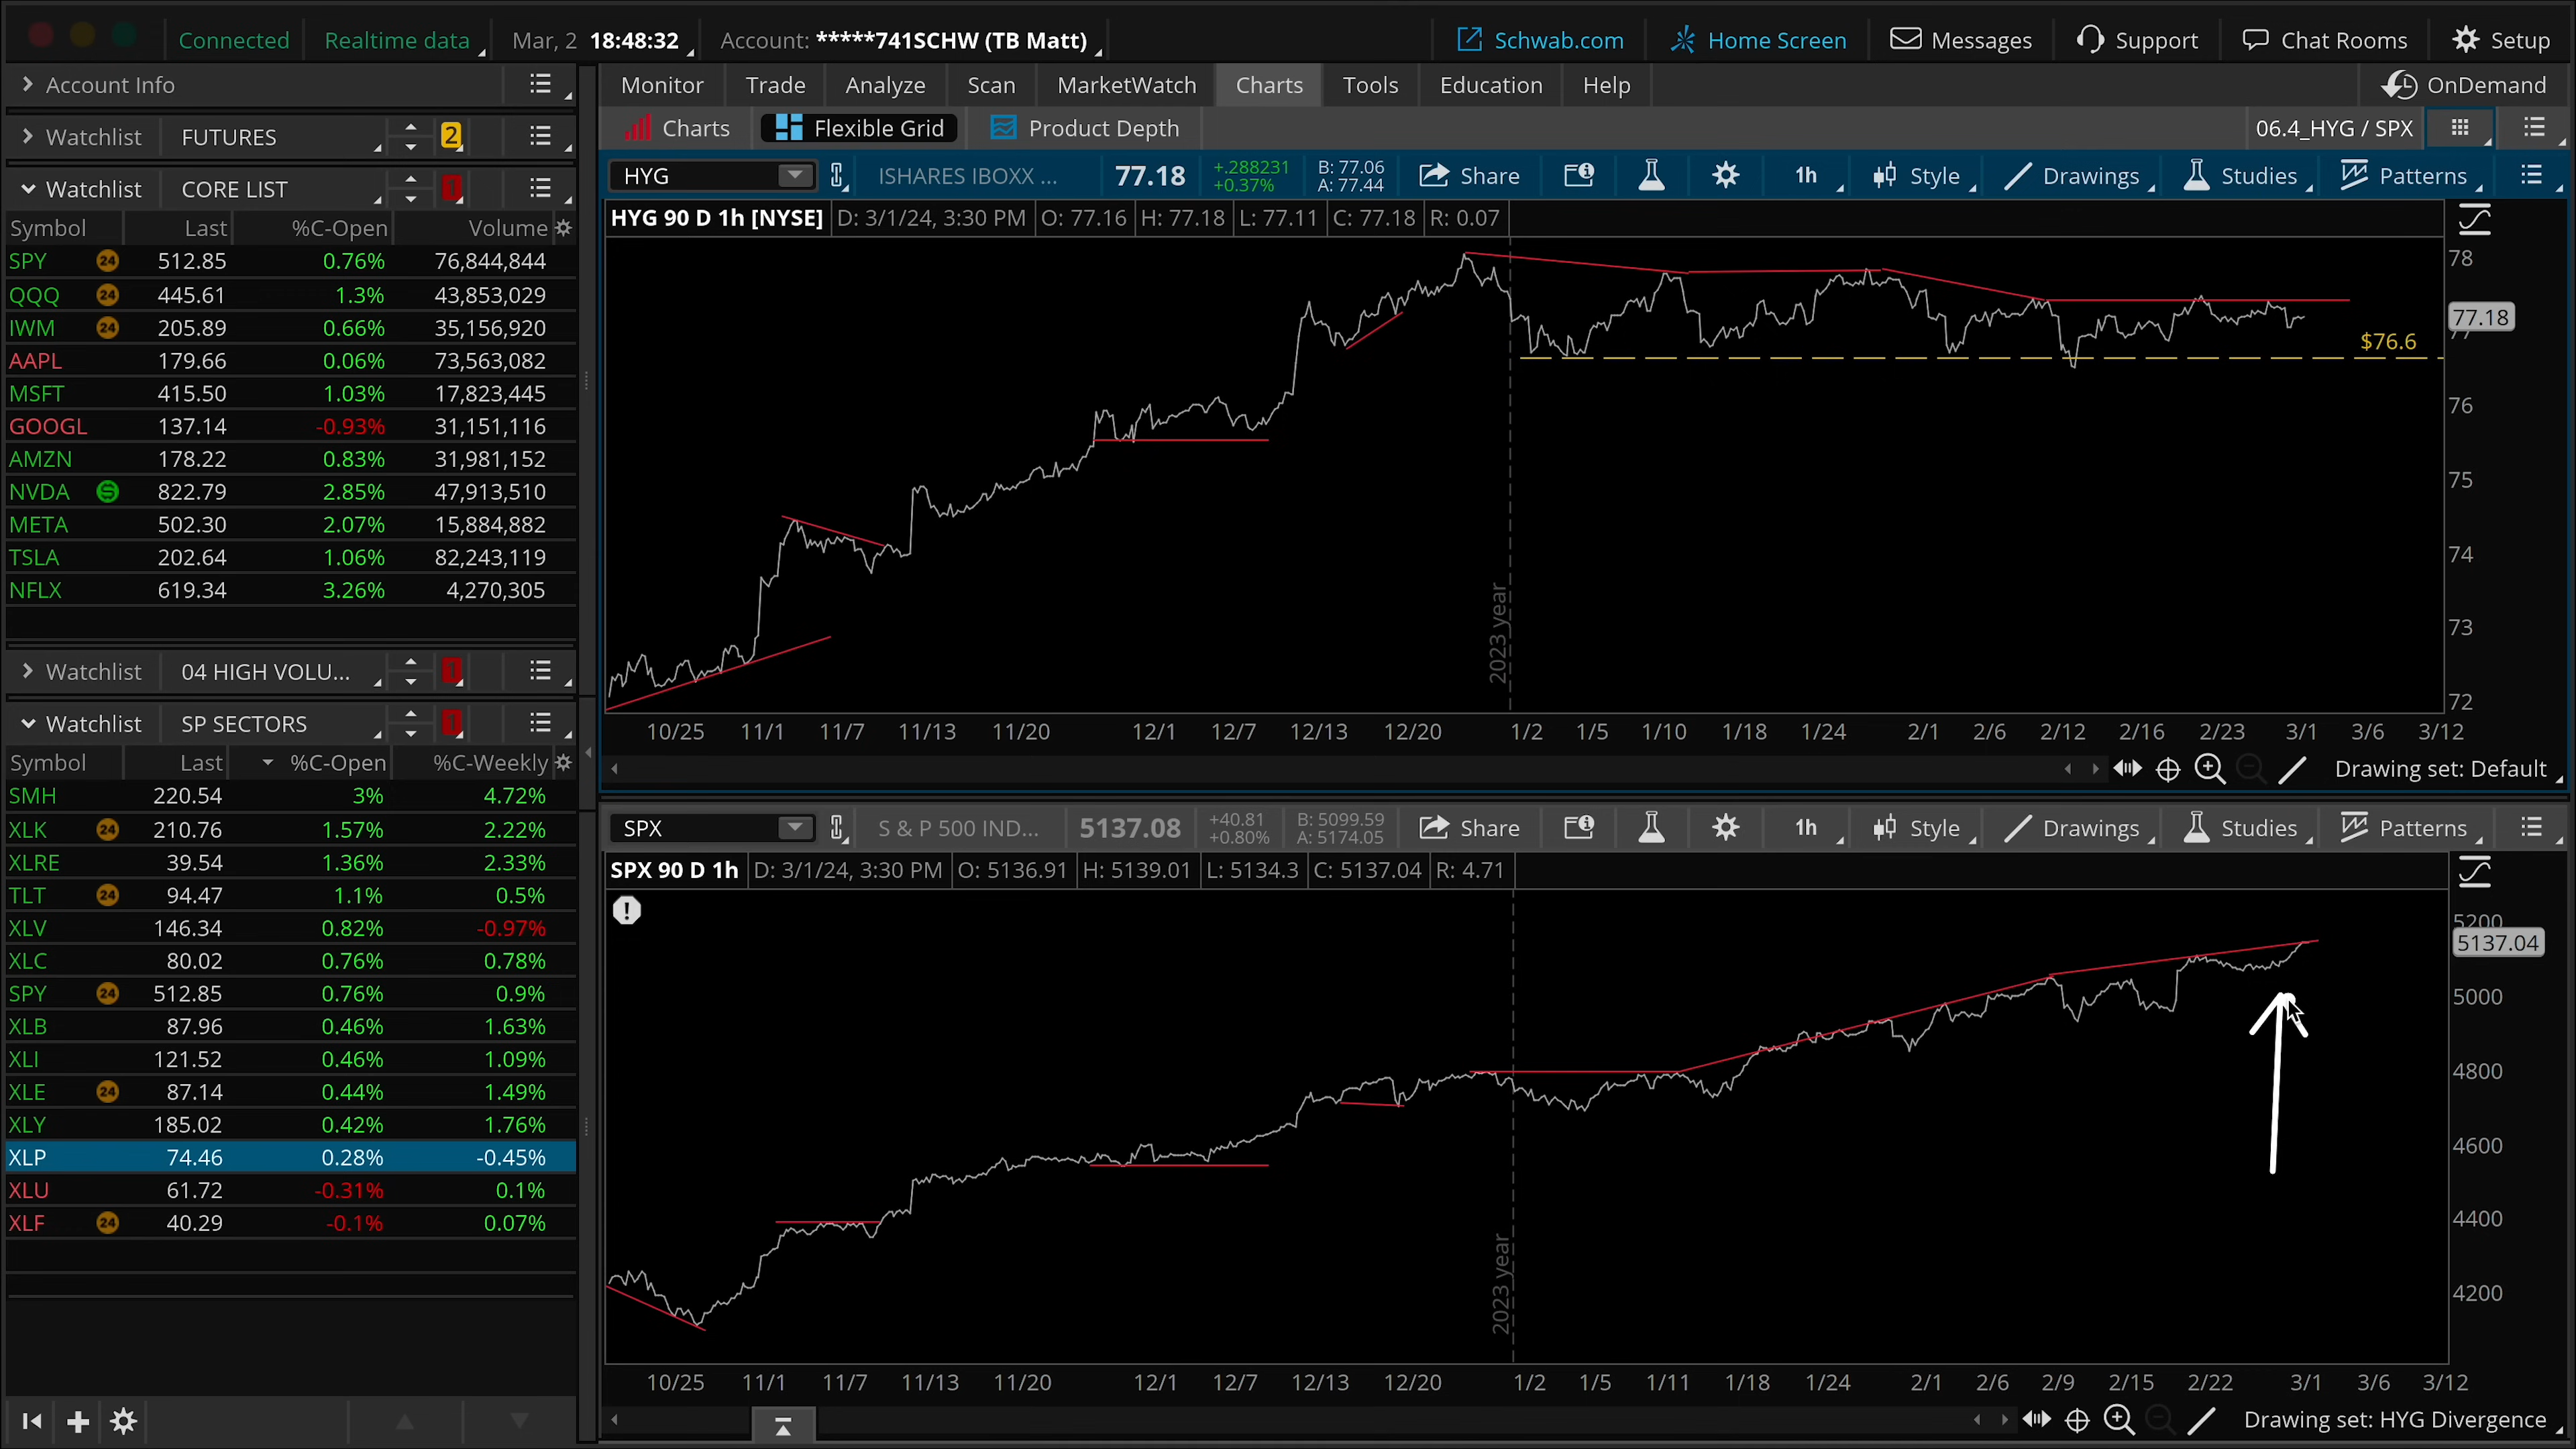 Connected Realtime data Mar, 2 18:48:32 Account: *****741SCHW (TB Matt) Schwab.com Home Screen Messages Support Chat Rooms Setup
Account Info
Watchlist FUTURES 2
Watchlist CORE LIST 1
Symbol Last %C-Open Volume
SPY 24 512.85 0.76% 76,844,844
QQQ 24 445.61 1.3% 43,853,029
IWM 24 205.89 0.66% 35,156,920
AAPL 179.66 0.06% 73,563,082
MSFT 415.50 1.03% 17,823,445
GOOGL 137.14 -0.93% 31,151,116
AMZN 178.22 0.83% 31,981,152
NVDA S 822.79 2.85% 47,913,510
META 502.30 2.07% 15,884,882
TSLA 202.64 1.06% 82,243,119
NFLX 619.34 3.26% 4,270,305
Watchlist 04 HIGH VOLU... 1
Watchlist SP SECTORS 1
Symbol Last %C-Open %C-Weekly
SMH 220.54 3% 4.72%
XLK 24 210.76 1.57% 2.22%
XLRE 39.54 1.36% 2.33%
TLT 24 94.47 1.1% 0.5%
XLV 146.34 0.82% -0.97%
XLC 80.02 0.76% 0.78%
SPY 24 512.85 0.76% 0.9%
XLB 87.96 0.46% 1.63%
XLI 121.52 0.46% 1.09%
XLE 24 87.14 0.44% 1.49%
XLY 185.02 0.42% 1.76%
XLP 74.46 0.28% -0.45%
XLU 61.72 -0.31% 0.1%
XLF 24 40.29 -0.1% 0.07%
Monitor Trade Analyze Scan MarketWatch Charts Tools Education Help OnDemand
Charts Flexible Grid Product Depth 06.4_HYG / SPX
HYG ISHARES IBOXX ... 77.18 +.288231 +0.37% B: 77.06 A: 77.44 Share 1h Style Drawings Studies Patterns
HYG 90 D 1h [NYSE] D: 3/1/24, 3:30 PM O: 77.16 H: 77.18 L: 77.11 C: 77.18 R: 0.07
78
77.18
77
$76.6
76
75
74
73
72
2023 year
10/25 11/1 11/7 11/13 11/20 12/1 12/7 12/13 12/20 1/2 1/5 1/10 1/18 1/24 2/1 2/6 2/12 2/16 2/23 3/1 3/6 3/12
Drawing set: Default
SPX S & P 500 IND... 5137.08 +40.81 +0.80% B: 5099.59 A: 5174.05 Share 1h Style Drawings Studies Patterns
SPX 90 D 1h D: 3/1/24, 3:30 PM O: 5136.91 H: 5139.01 L: 5134.3 C: 5137.04 R: 4.71
5200
5137.04
5000
4800
4600
4400
4200
2023 year
10/25 11/1 11/7 11/13 11/20 12/1 12/7 12/13 12/20 1/2 1/5 1/11 1/18 1/24 2/1 2/6 2/9 2/15 2/22 3/1 3/6 3/12
Drawing set: HYG Divergence